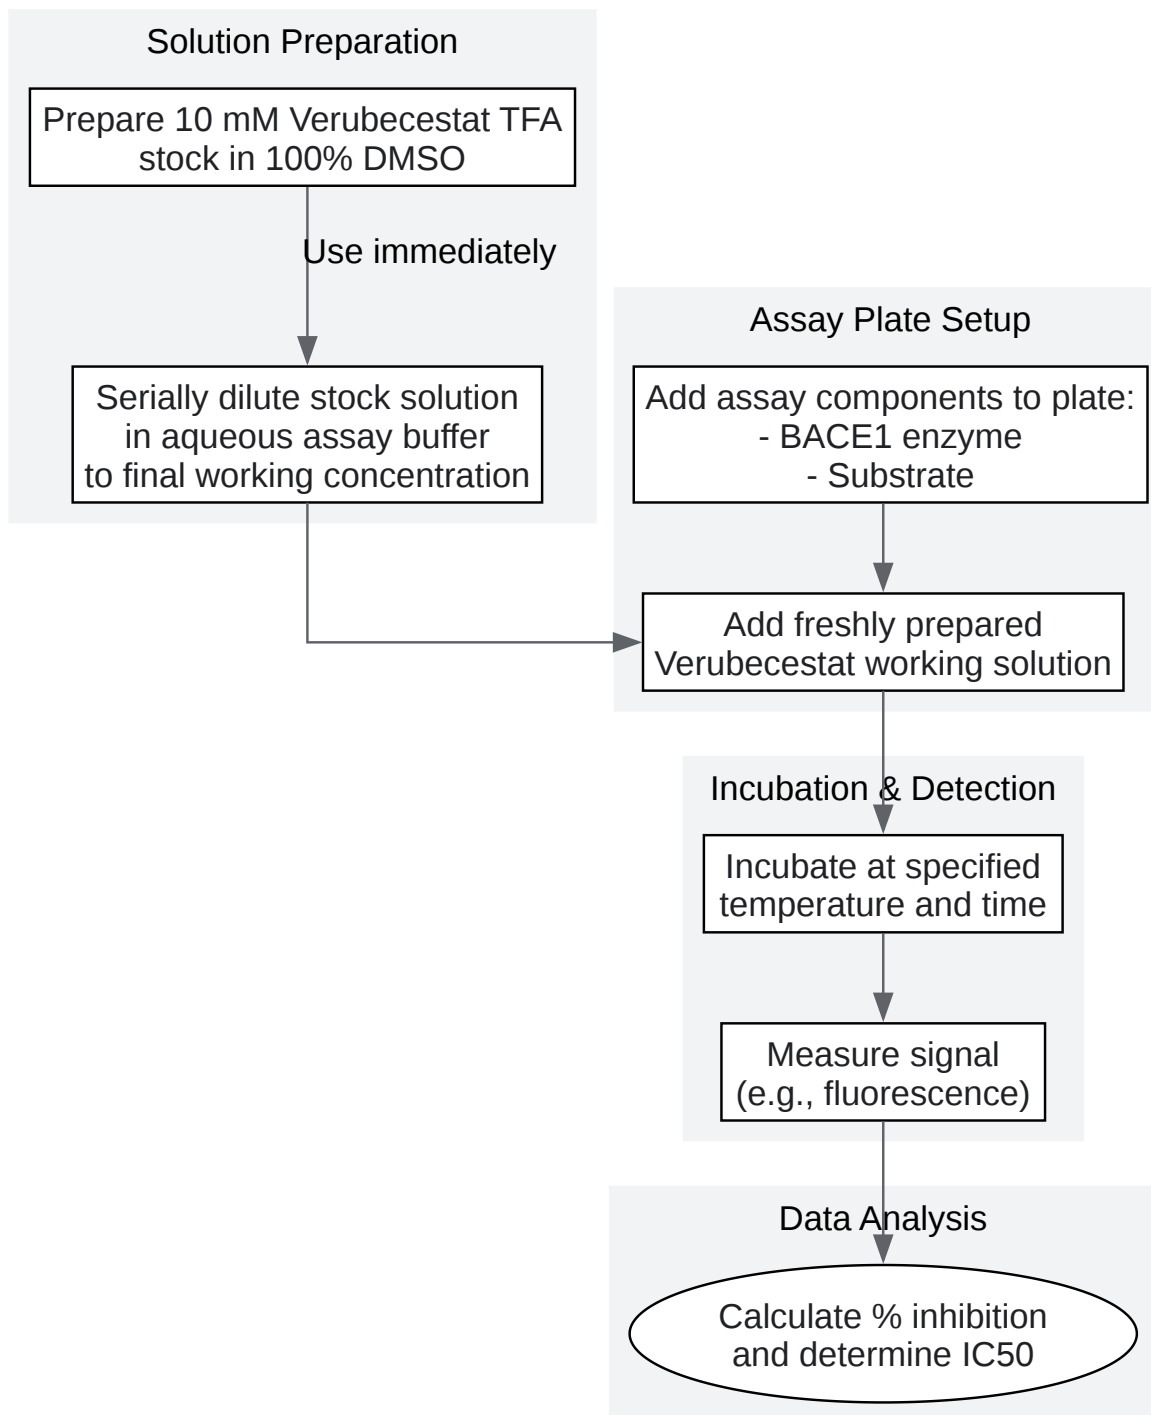 Solution Preparation
Prepare 10 mM Verubecestat TFA
stock in 100% DMSO
Use immediately
Serially dilute stock solution
in aqueous assay buffer
to final working concentration
Assay Plate Setup
Add assay components to plate:
- BACE1 enzyme
- Substrate
Add freshly prepared
Verubecestat working solution
Incubation & Detection
Incubate at specified
temperature and time
Measure signal
(e.g., fluorescence)
Data Analysis
Calculate % inhibition
and determine IC50